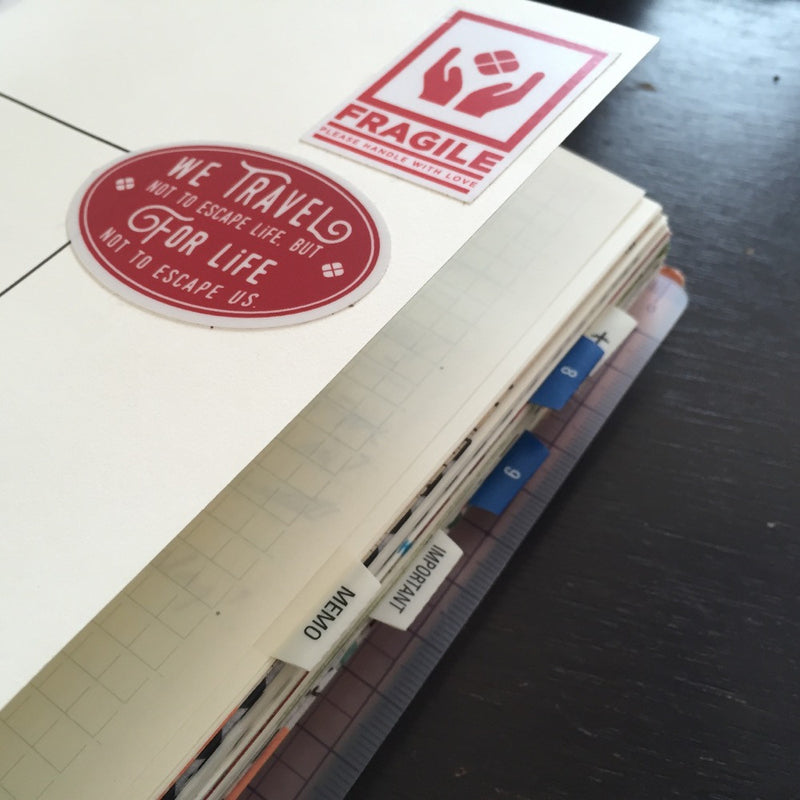 FRAGILE
PLEASE HANDLE WITH LOVE
WE TRAVEL
NOT TO ESCAPE LiFE, BUT
FOR LiFE
NOT TO ESCAPE US.
8
9
IMPORTANT
MEMO